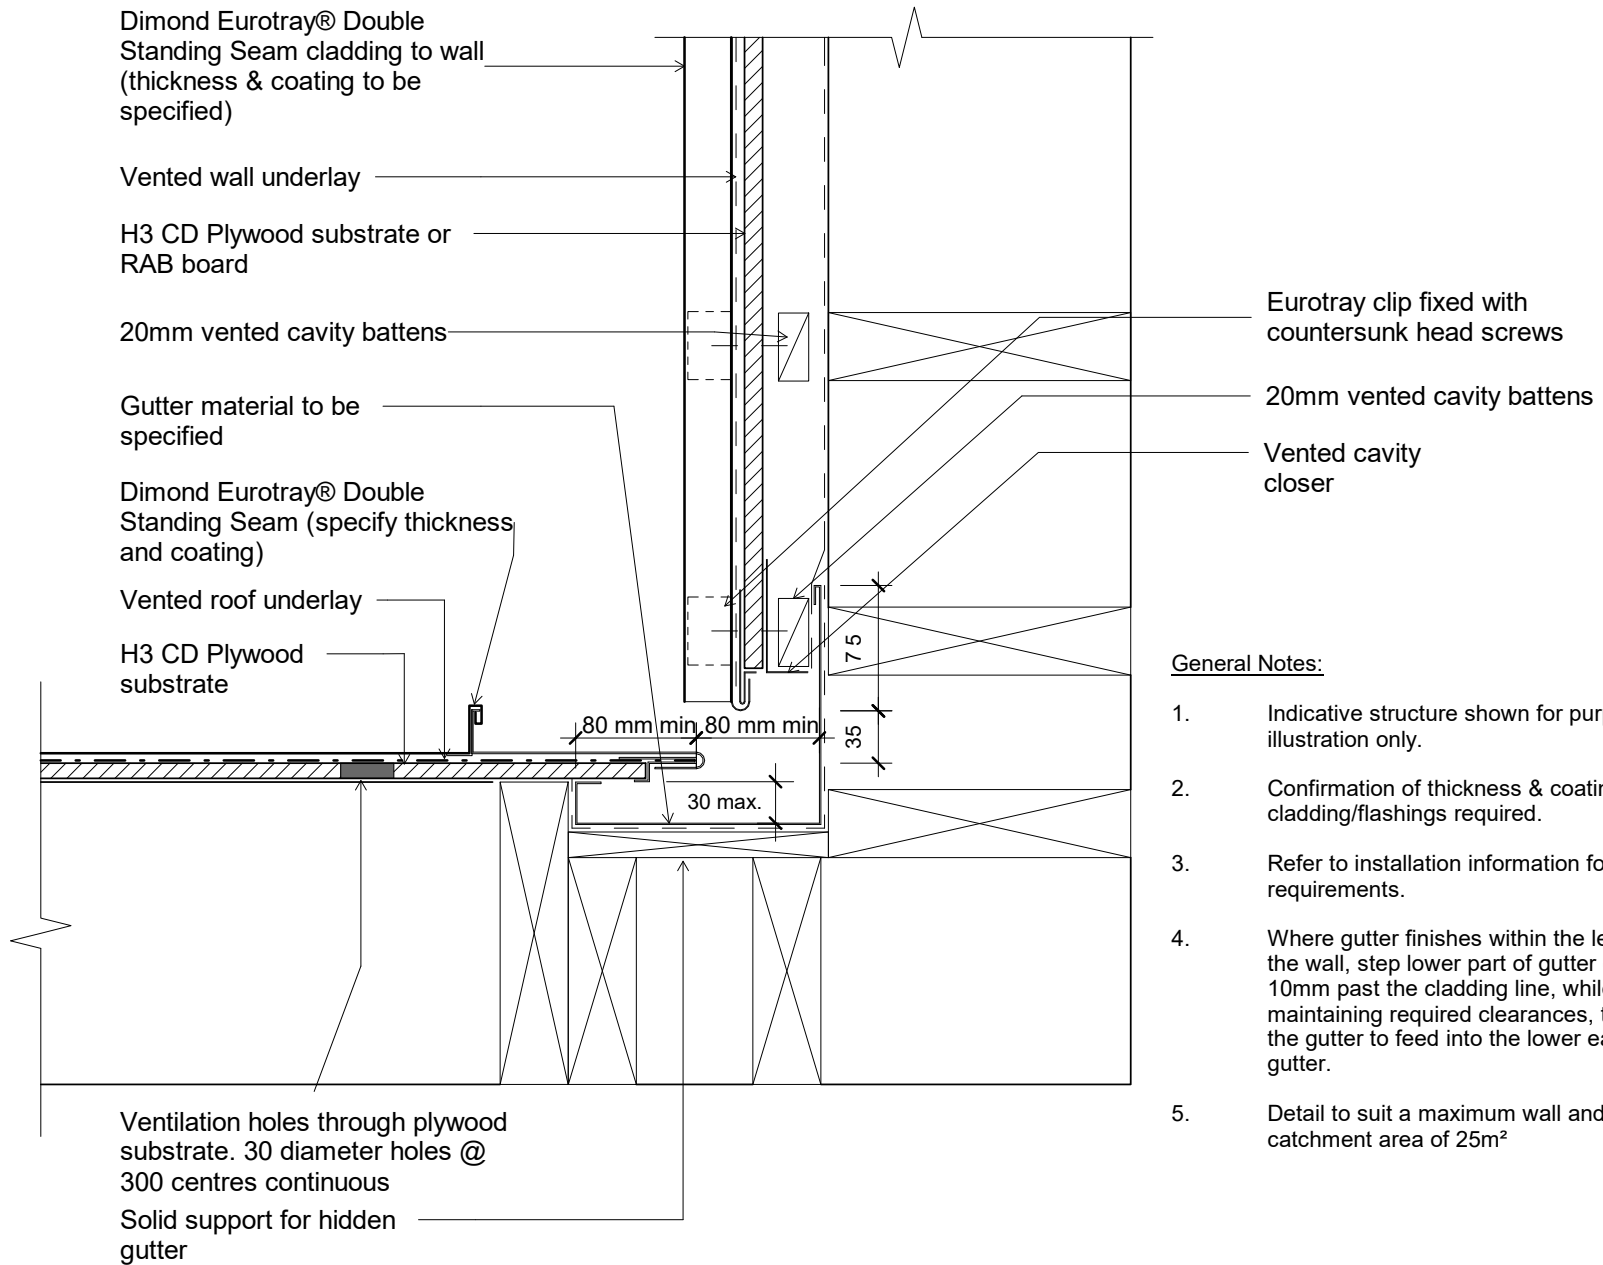 Dimond Eurotray® Double
Standing Seam cladding to wall
(thickness & coating to be
specified)
Vented wall underlay
H3 CD Plywood substrate or
RAB board
20mm vented cavity battens
Gutter material to be
specified
Dimond Eurotray® Double
Standing Seam (specify thickness
and coating)
Vented roof underlay
H3 CD Plywood
substrate
Eurotray clip fixed with
countersunk head screws
20mm vented cavity battens
Vented cavity
closer
75
35
80 mm min
80 mm min
30 max.
Ventilation holes through plywood
substrate. 30 diameter holes @
300 centres continuous
Solid support for hidden
gutter
General Notes:
1. Indicative structure shown for
illustration only.
2. Confirmation of thickness &
cladding/flashings required.
3. Refer to installation information
requirements.
4. Where gutter finishes within the
the wall, step lower part of gutter
10mm past the cladding line,
maintaining required clearances,
the gutter to feed into the lower
gutter.
5. Detail to suit a maximum wall and
catchment area of 25m²